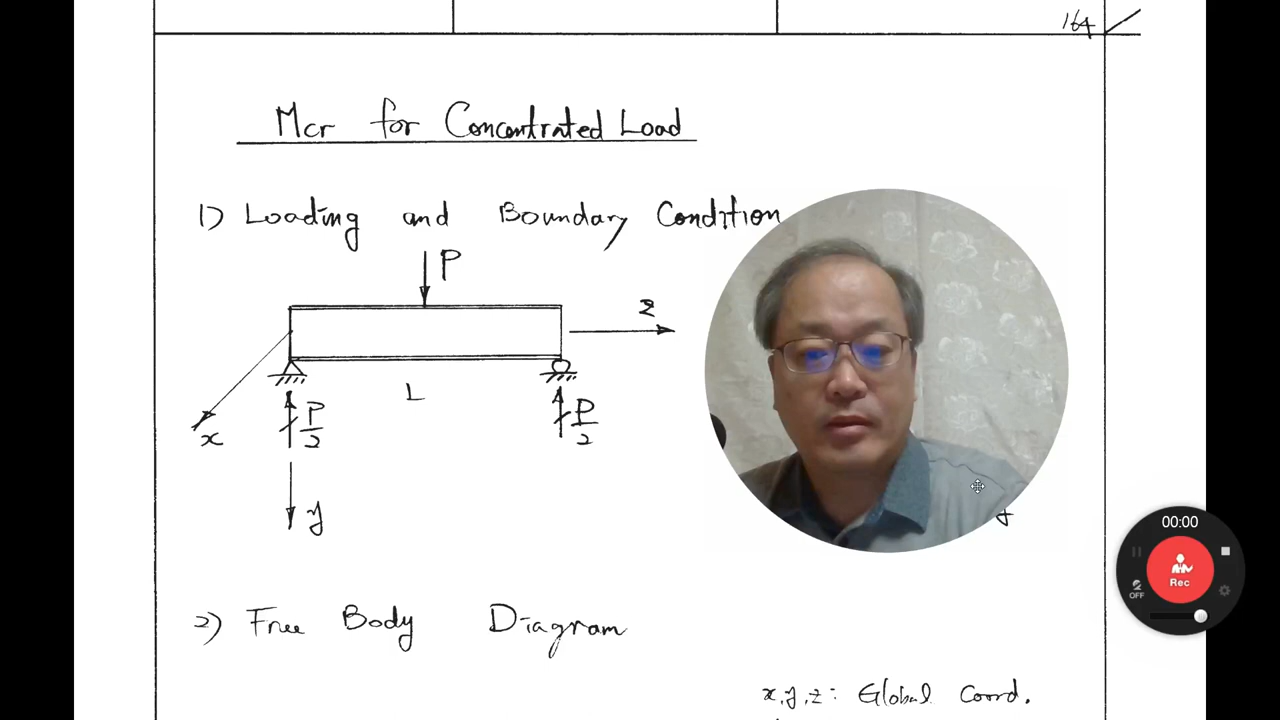 164
Mcr for Concentrated Load
1) Loading and Boundary Condition
P
z
L
x
P/2
P/2
y
y
2) Free Body Diagram
x, y, z: Global Coord.
00:00
Rec
OFF